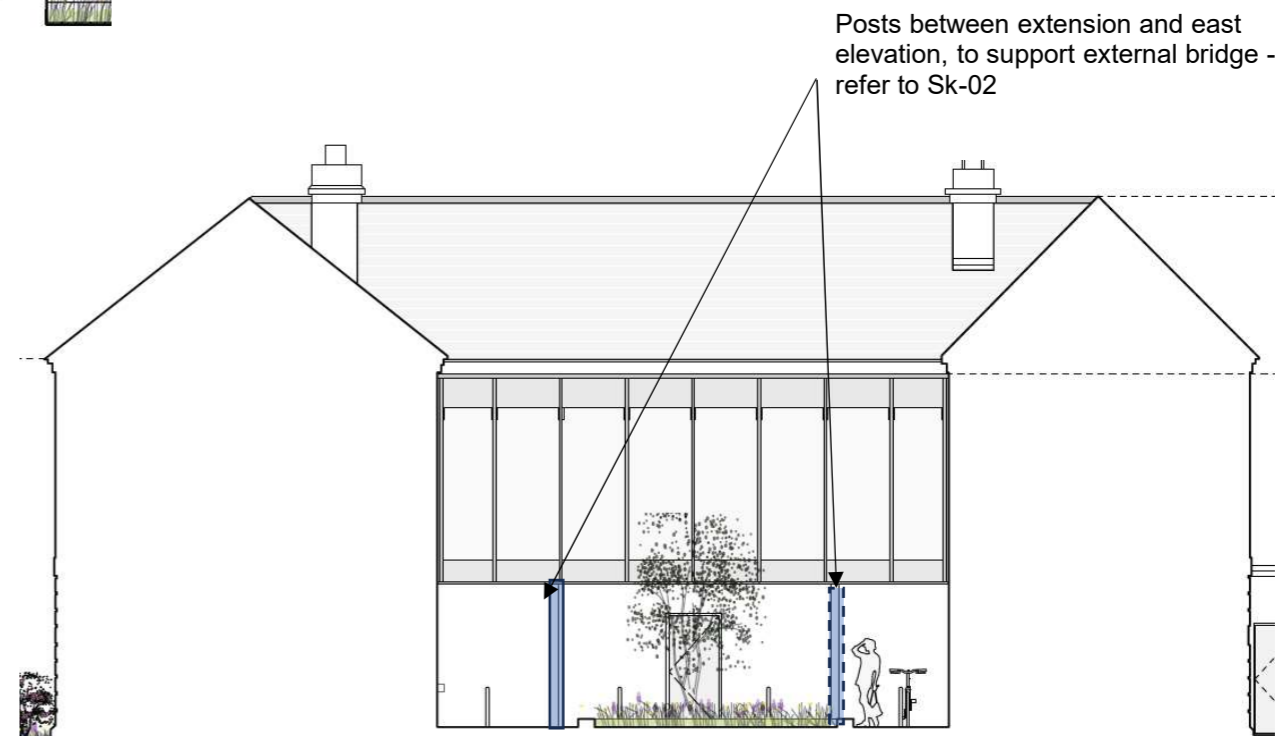 Posts between extension and east
elevation, to support external bridge -
refer to Sk-02